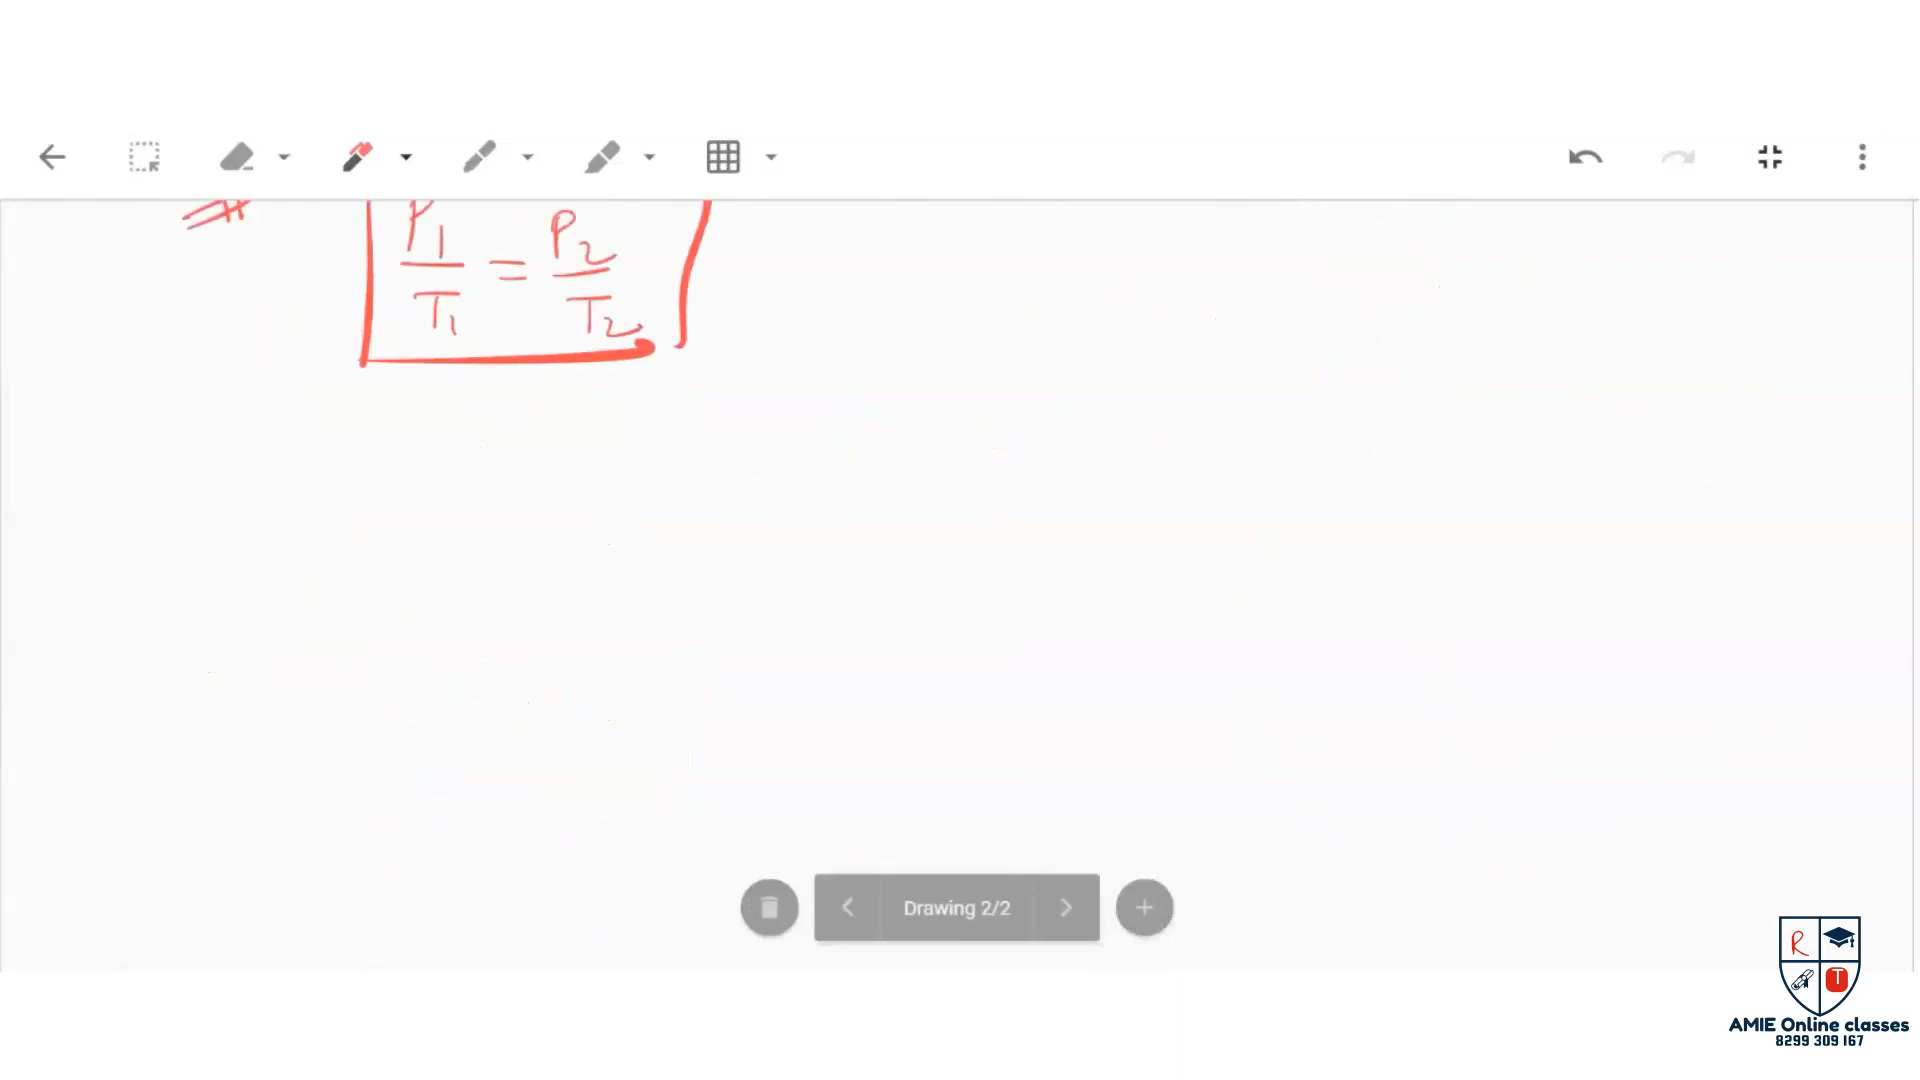 ⇒ P1/T1 = P2/T2
Drawing 2/2
R
T
AMIE Online classes
8299 309 167